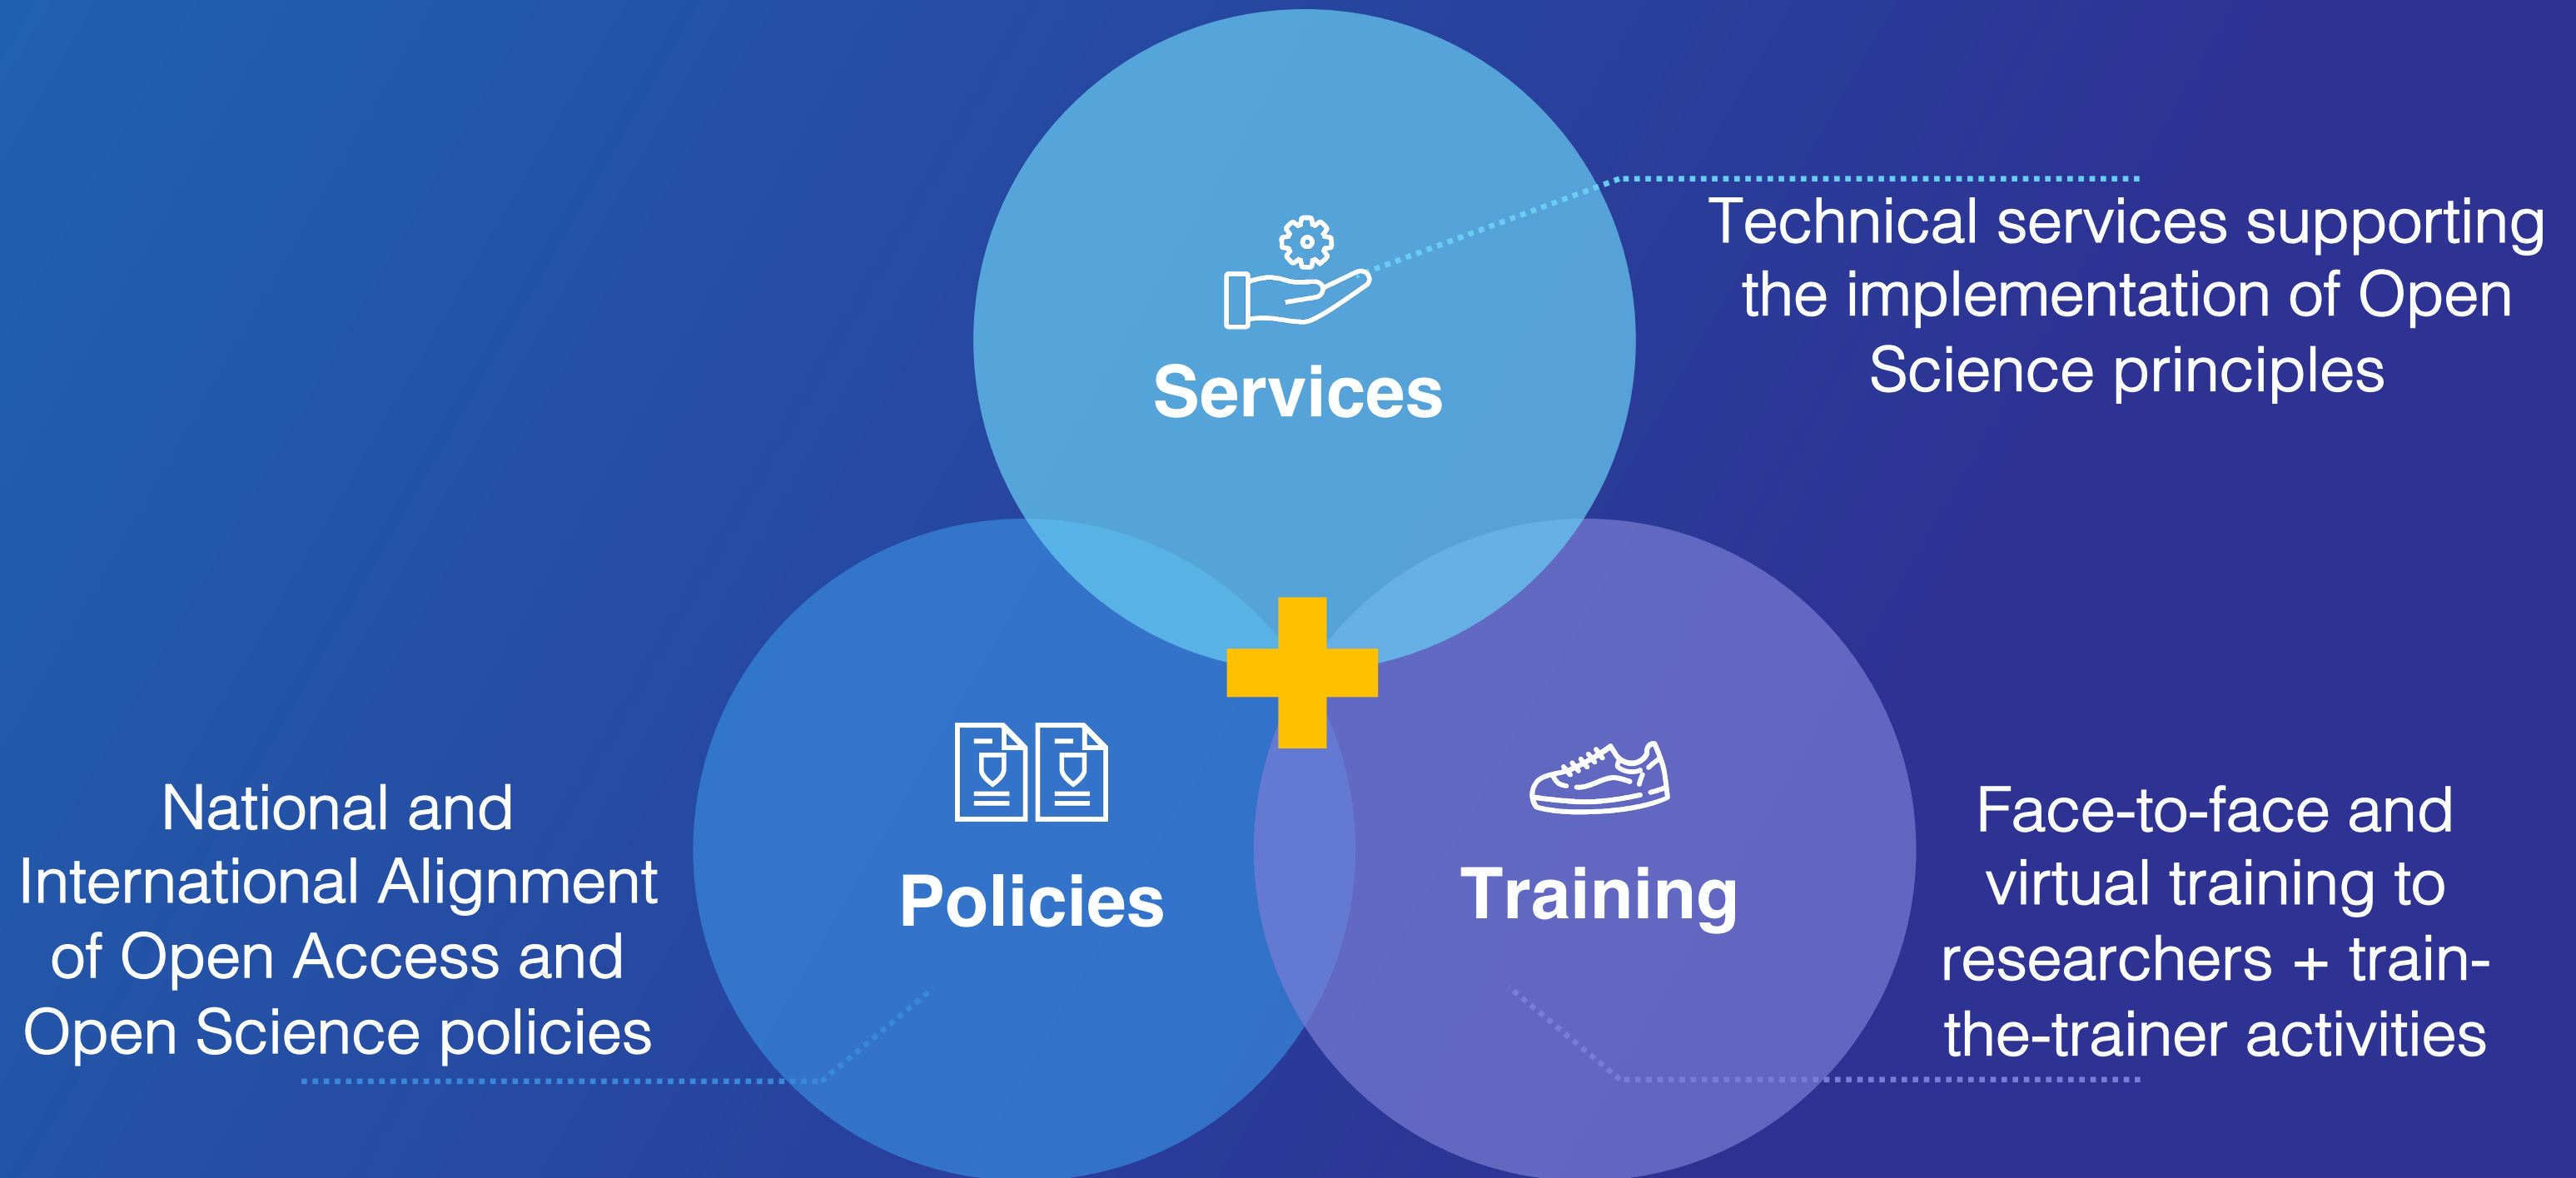 Services
Technical services supporting
the implementation of Open
Science principles
Policies
National and
International Alignment
of Open Access and
Open Science policies
Training
Face-to-face and
virtual training to
researchers + train-
the-trainer activities